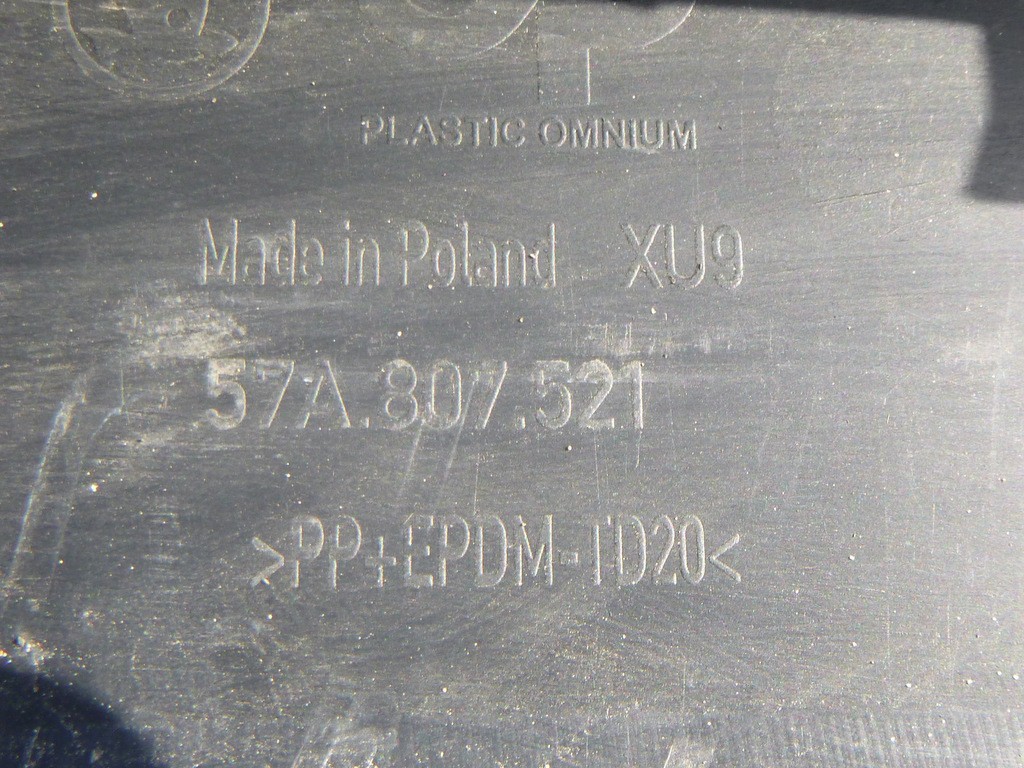 PLASTIC OMNIUM
Made in Poland XU9
57A.807.521
>PP+EPDM-TD20<